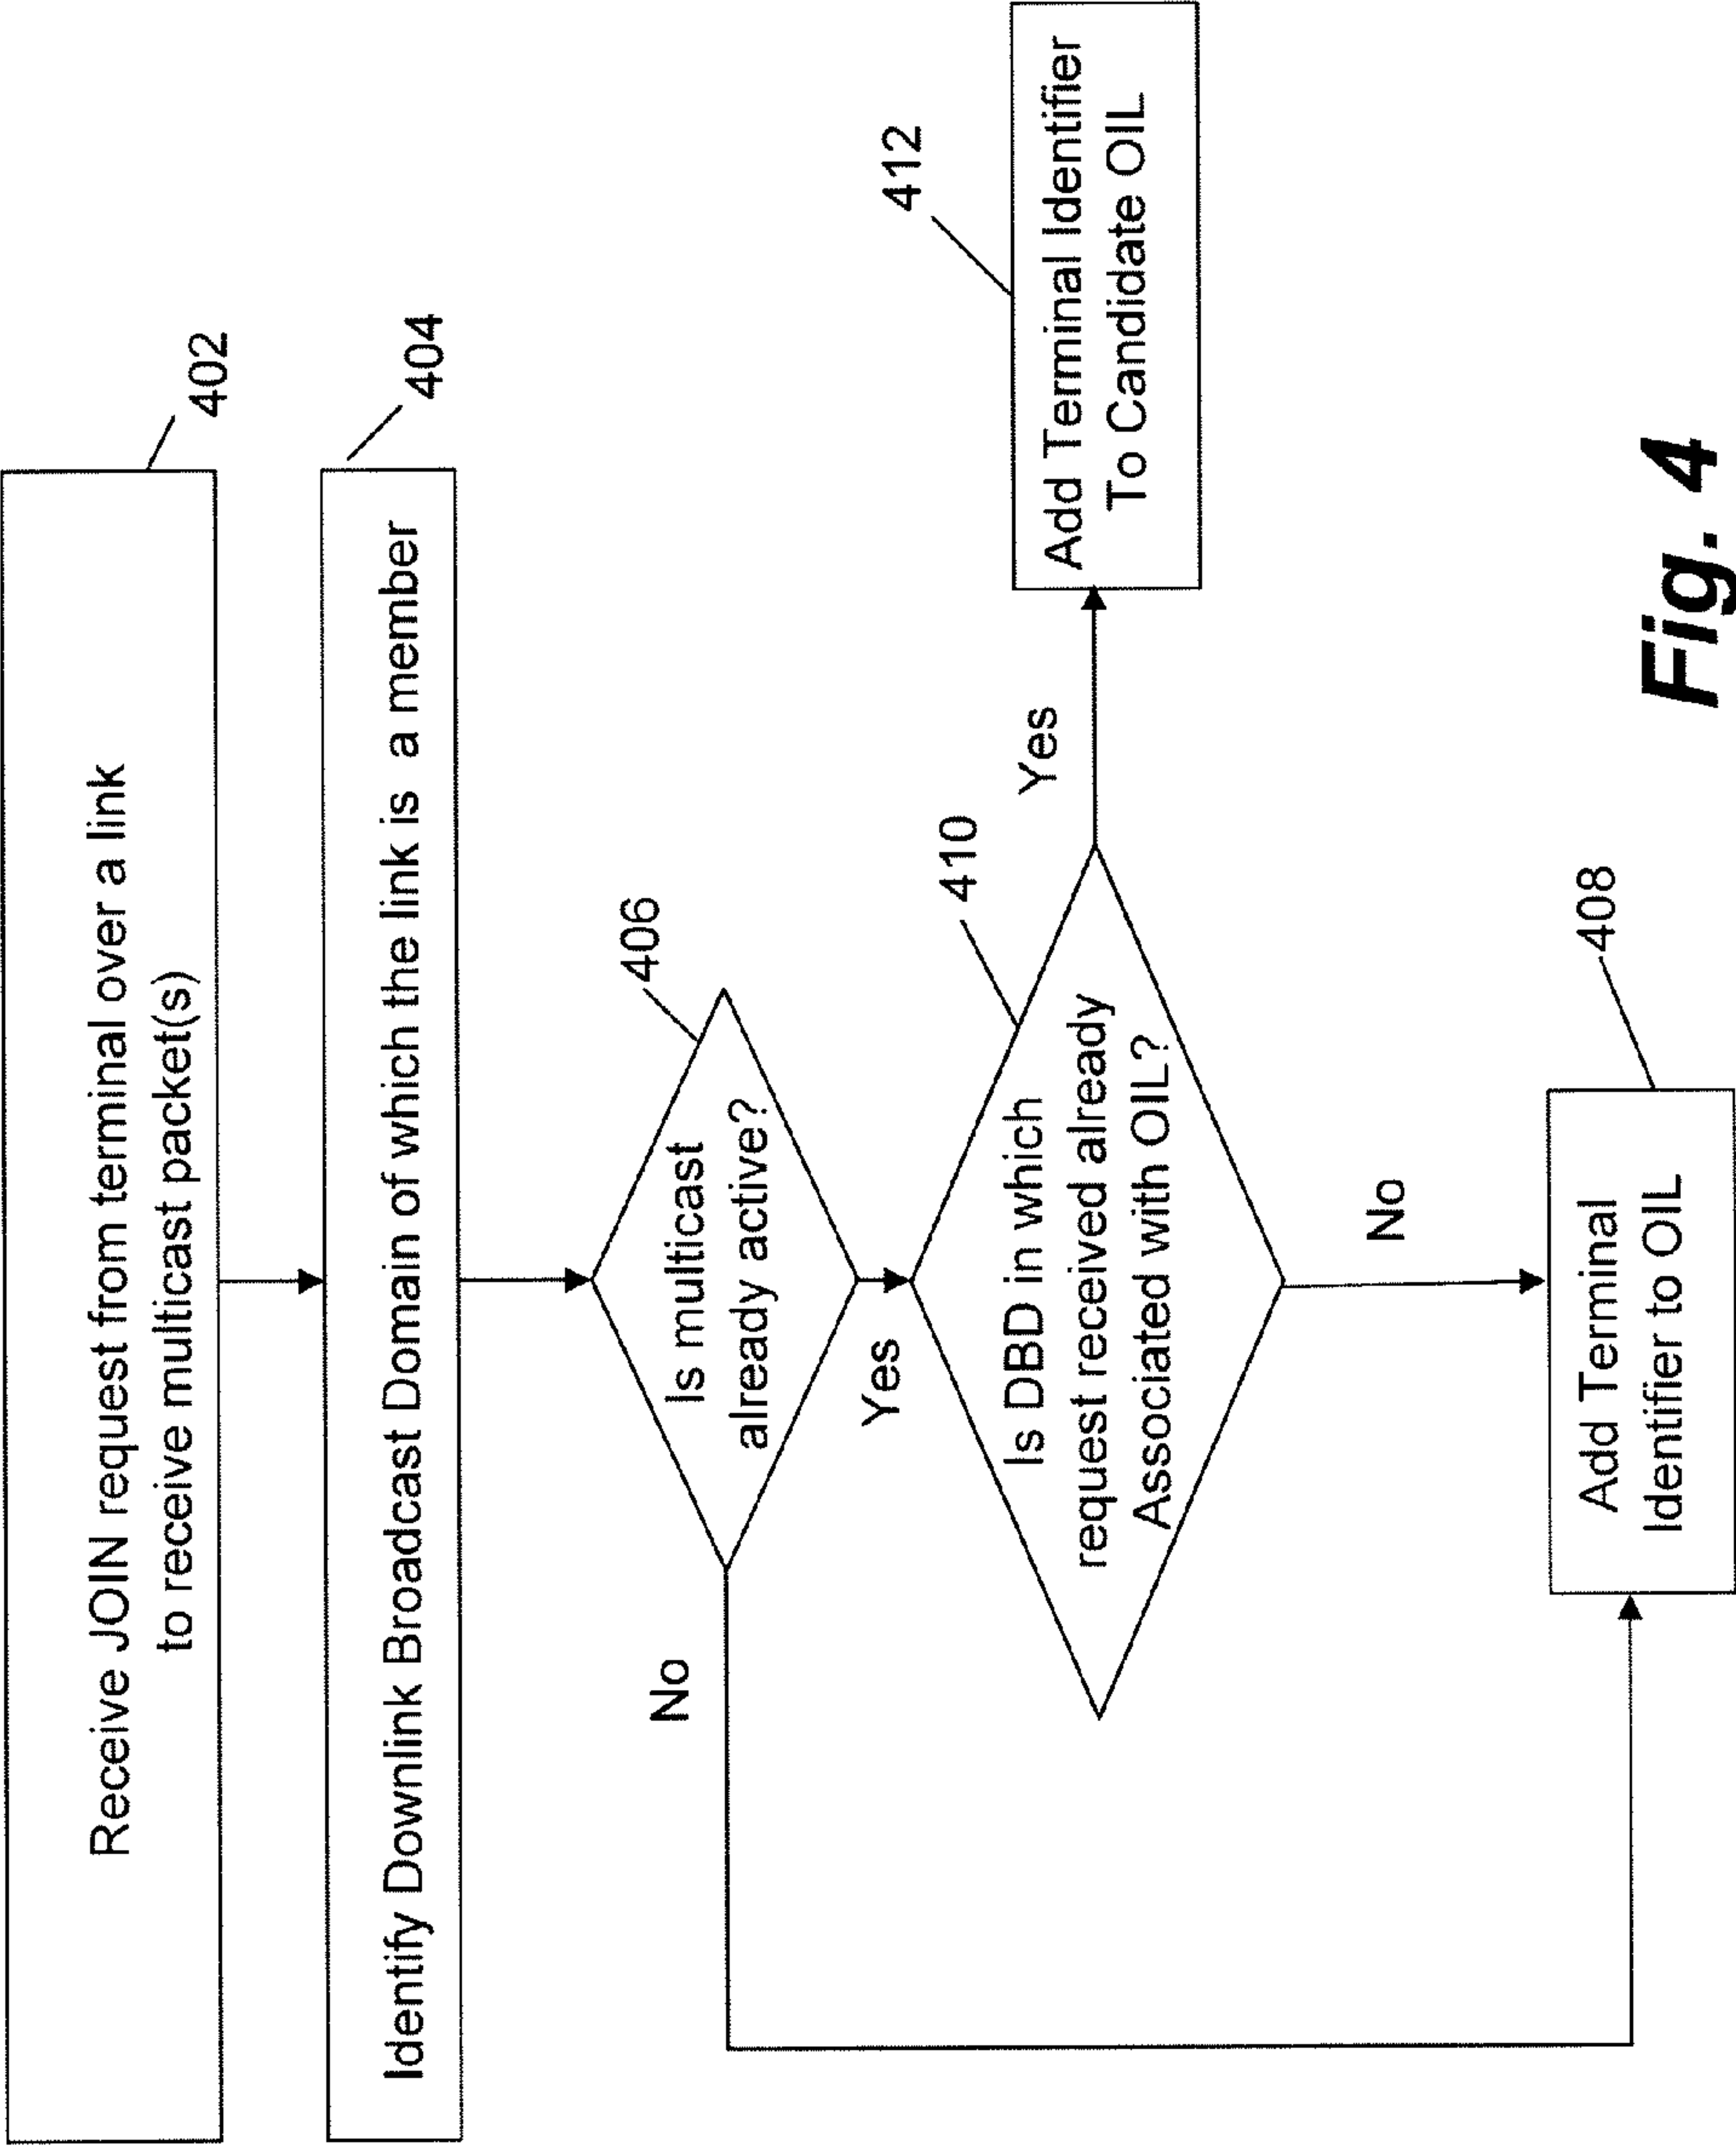 Receive JOIN request from terminal over a link
to receive multicast packet(s)
402
Identify Downlink Broadcast Domain of which the link is a member
404
Is multicast
already active?
406
No
Yes
Is DBD in which
request received already
Associated with OIL?
410
Yes
Add Terminal Identifier
To Candidate OIL
412
No
Add Terminal
Identifier to OIL
408
Fig. 4